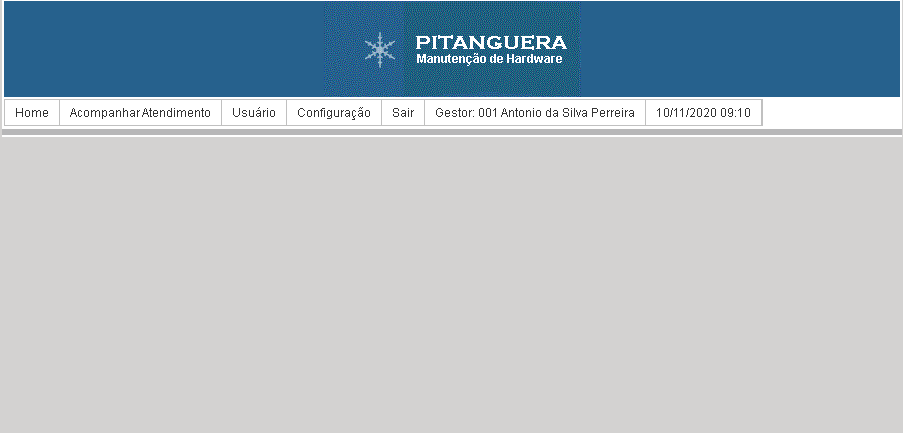 PITANGUERA
Manutenção de Hardware
Home Acompanhar Atendimento Usuário Configuração Sair Gestor: 001 Antonio da Silva Perreira 10/11/2020 09:10